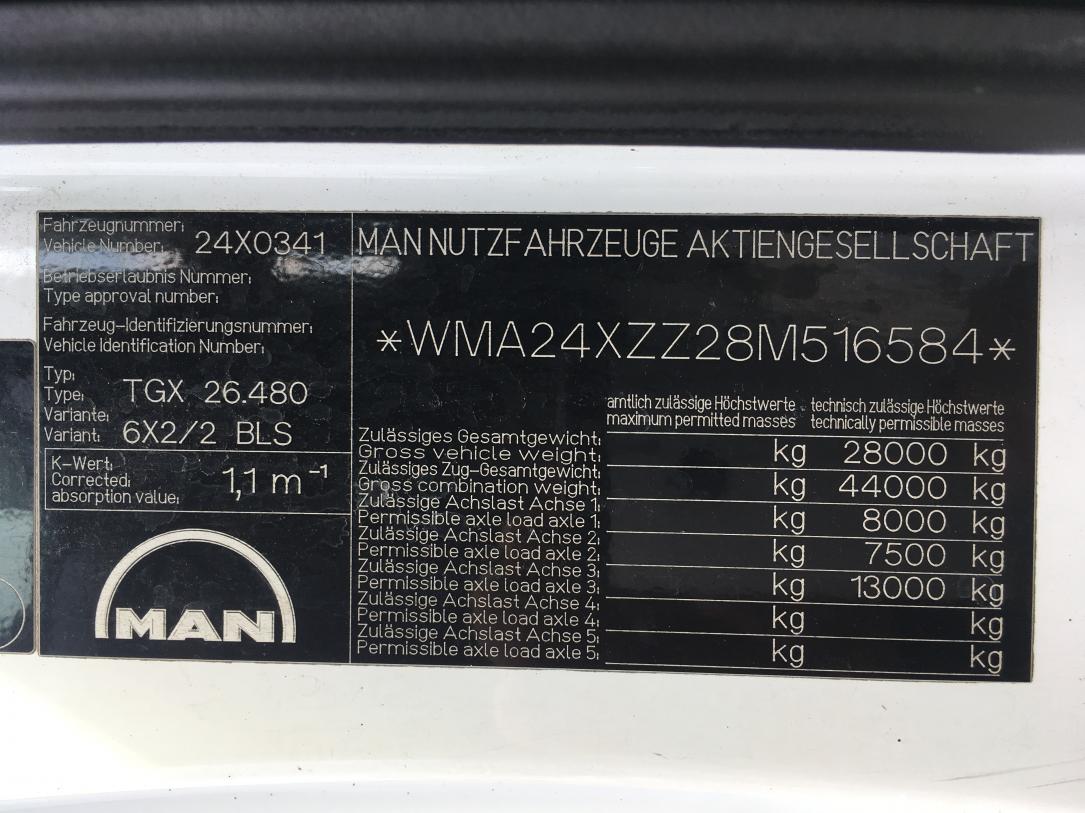 Fahrzeugnummer:
Vehicle Number: 24X0341
Betriebserlaubnis Nummer:
Type approval number:
Fahrzeug-Identifizierungsnummer:
Vehicle Identification Number:
Typ:
Type: TGX 26.480
Variante:
Variant: 6X2/2 BLS
K-Wert:
Corrected:
absorption value: 1,1 m⁻¹
MAN
MAN NUTZFAHRZEUGE AKTIENGESELLSCHAFT
*WMA24XZZ28M516584*
amtlich zulässige Höchstwerte technisch zulässige Höchstwerte
maximum permitted masses technically permissible masses
Zulässiges Gesamtgewicht:
Gross vehicle weight: kg 28000 kg
Zulässiges Zug-Gesamtgewicht:
Gross combination weight: kg 44000 kg
Zulässige Achslast Achse 1:
Permissible axle load axle 1: kg 8000 kg
Zulässige Achslast Achse 2:
Permissible axle load axle 2: kg 7500 kg
Zulässige Achslast Achse 3:
Permissible axle load axle 3: kg 13000 kg
Zulässige Achslast Achse 4:
Permissible axle load axle 4: kg kg
Zulässige Achslast Achse 5:
Permissible axle load axle 5: kg kg